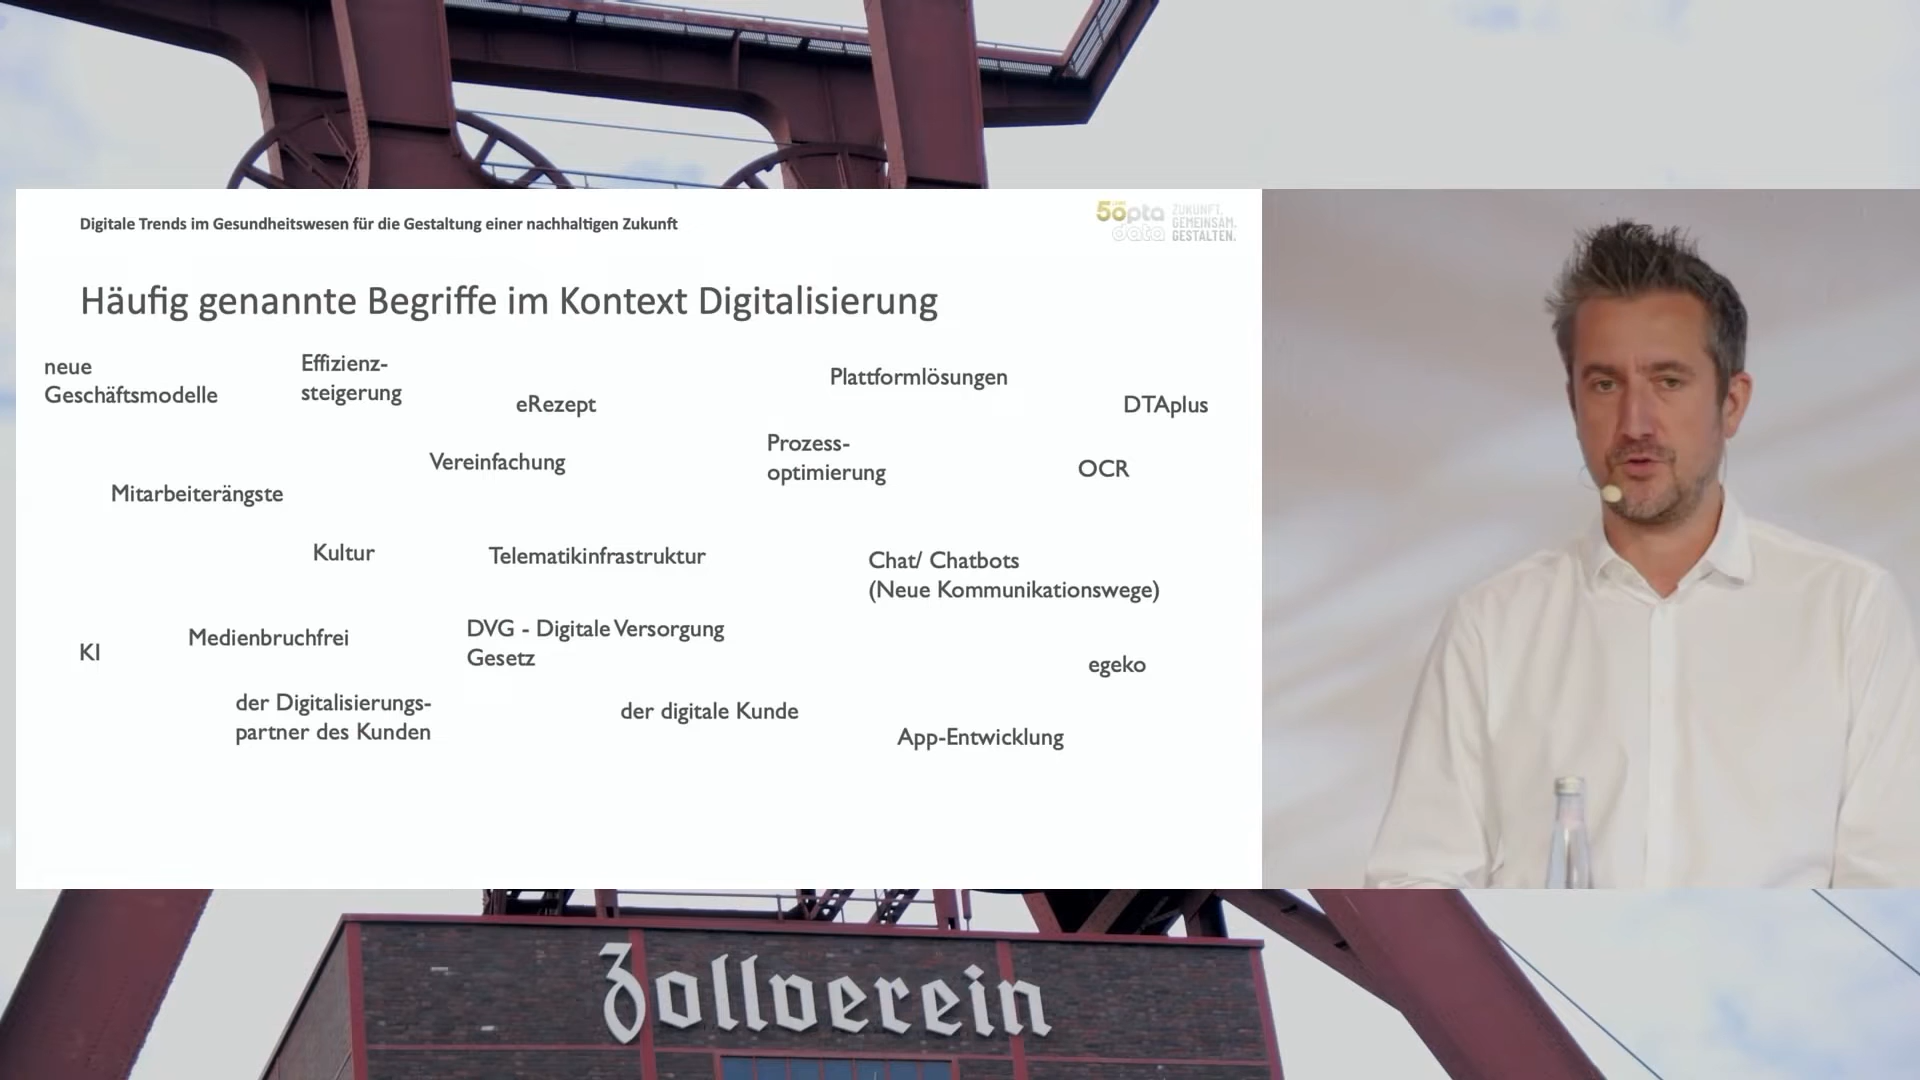 Digitale Trends im Gesundheitswesen für die Gestaltung einer nachhaltigen Zukunft
50 opta
data
ZUKUNFT.
GEMEINSAM.
GESTALTEN.
Häufig genannte Begriffe im Kontext Digitalisierung
neue
Geschäftsmodelle
Effizienz-
steigerung
eRezept
Plattformlösungen
DTAplus
Vereinfachung
Prozess-
optimierung
OCR
Mitarbeiterängste
Kultur
Telematikinfrastruktur
Chat/ Chatbots
(Neue Kommunikationswege)
KI
Medienbruchfrei
DVG - Digitale Versorgung
Gesetz
egeko
der Digitalisierungs-
partner des Kunden
der digitale Kunde
App-Entwicklung
Zollverein